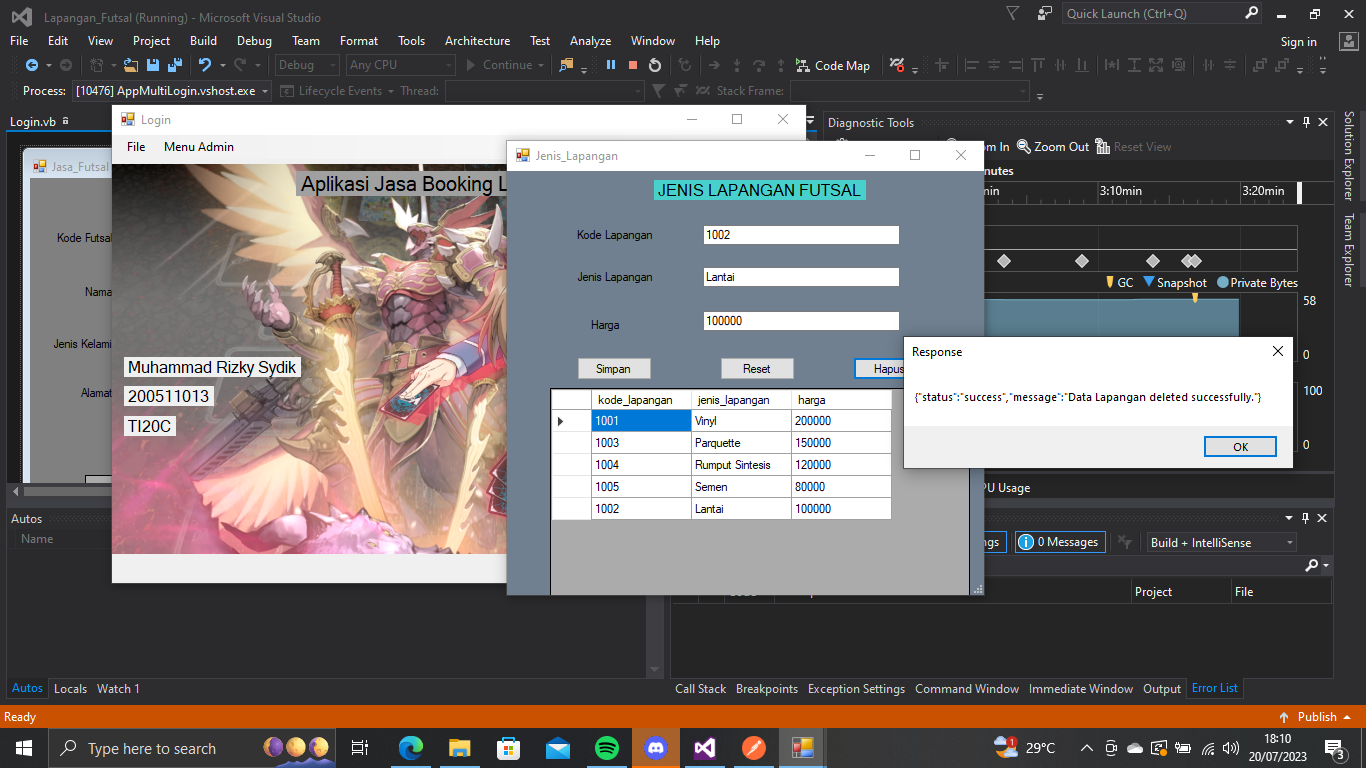 Lapangan_Futsal (Running) - Microsoft Visual Studio
Quick Launch (Ctrl+Q)
File Edit View Project Build Debug Team Format Tools Architecture Test Analyze Window Help
Sign in
Debug Any CPU Continue Code Map
Process: [10476] AppMultiLogin.vshost.exe Lifecycle Events Thread: Stack Frame:
Login.vb
Diagnostic Tools
Solution Explorer
Team Explorer
Zoom Out Reset View
3:10min 3:20min
GC Snapshot Private Bytes
58
0
100
0
Jasa_Futsal
Kode Futsal
Nama
Jenis Kelami
Alamat
Login
File Menu Admin
Aplikasi Jasa Booking L
Muhammad Rizky Sydik
200511013
TI20C
Jenis_Lapangan
JENIS LAPANGAN FUTSAL
Kode Lapangan 1002
Jenis Lapangan Lantai
Harga 100000
Simpan Reset Hapus
kode_lapangan jenis_lapangan harga
1001 Vinyl 200000
1003 Parquette 150000
1004 Rumput Sintesis 120000
1005 Semen 80000
1002 Lantai 100000
Response
{"status":"success","message":"Data Lapangan deleted successfully."}
OK
PU Usage
Autos
Name
0 Messages Build + IntelliSense
Project File
Autos Locals Watch 1
Call Stack Breakpoints Exception Settings Command Window Immediate Window Output Error List
Ready
Publish
Type here to search
1
29°C
18:10
20/07/2023
3